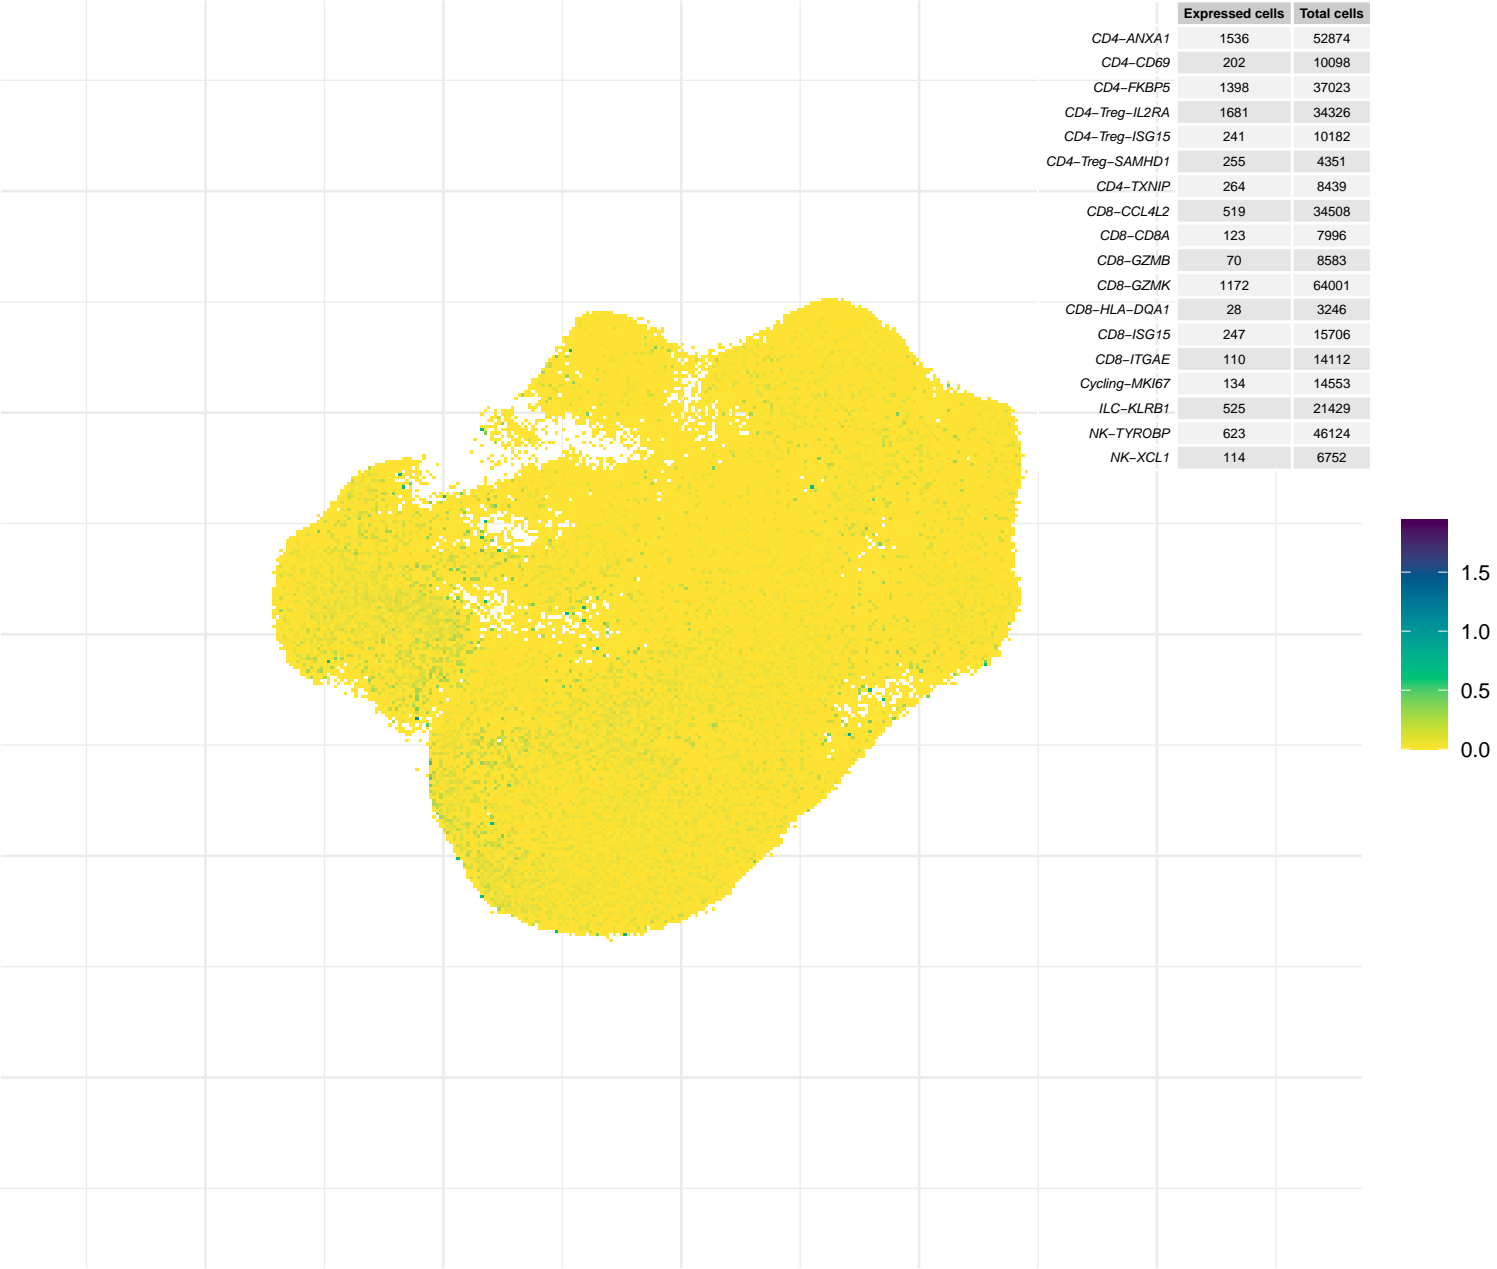 Expressed cells Total cells
CD4−ANXA1 1536 52874
CD4−CD69 202 10098
CD4−FKBP5 1398 37023
CD4−Treg−IL2RA 1681 34326
CD4−Treg−ISG15 241 10182
CD4−Treg−SAMHD1 255 4351
CD4−TXNIP 264 8439
CD8−CCL4L2 519 34508
CD8−CD8A 123 7996
CD8−GZMB 70 8583
CD8−GZMK 1172 64001
CD8−HLA−DQA1 28 3246
CD8−ISG15 247 15706
CD8−ITGAE 110 14112
Cycling−MKI67 134 14553
ILC−KLRB1 525 21429
NK−TYROBP 623 46124
NK−XCL1 114 6752
1.5
1.0
0.5
0.0